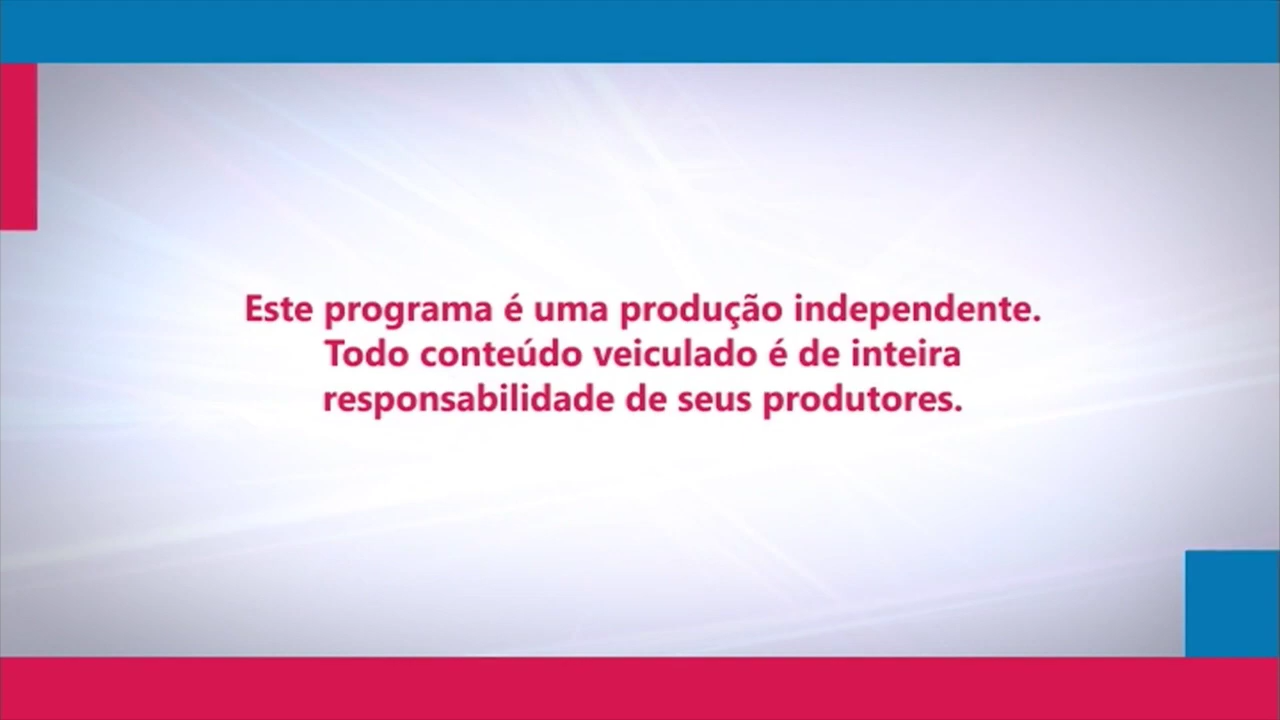 Este programa é uma produção independente.
Todo conteúdo veiculado é de inteira
responsabilidade de seus produtores.